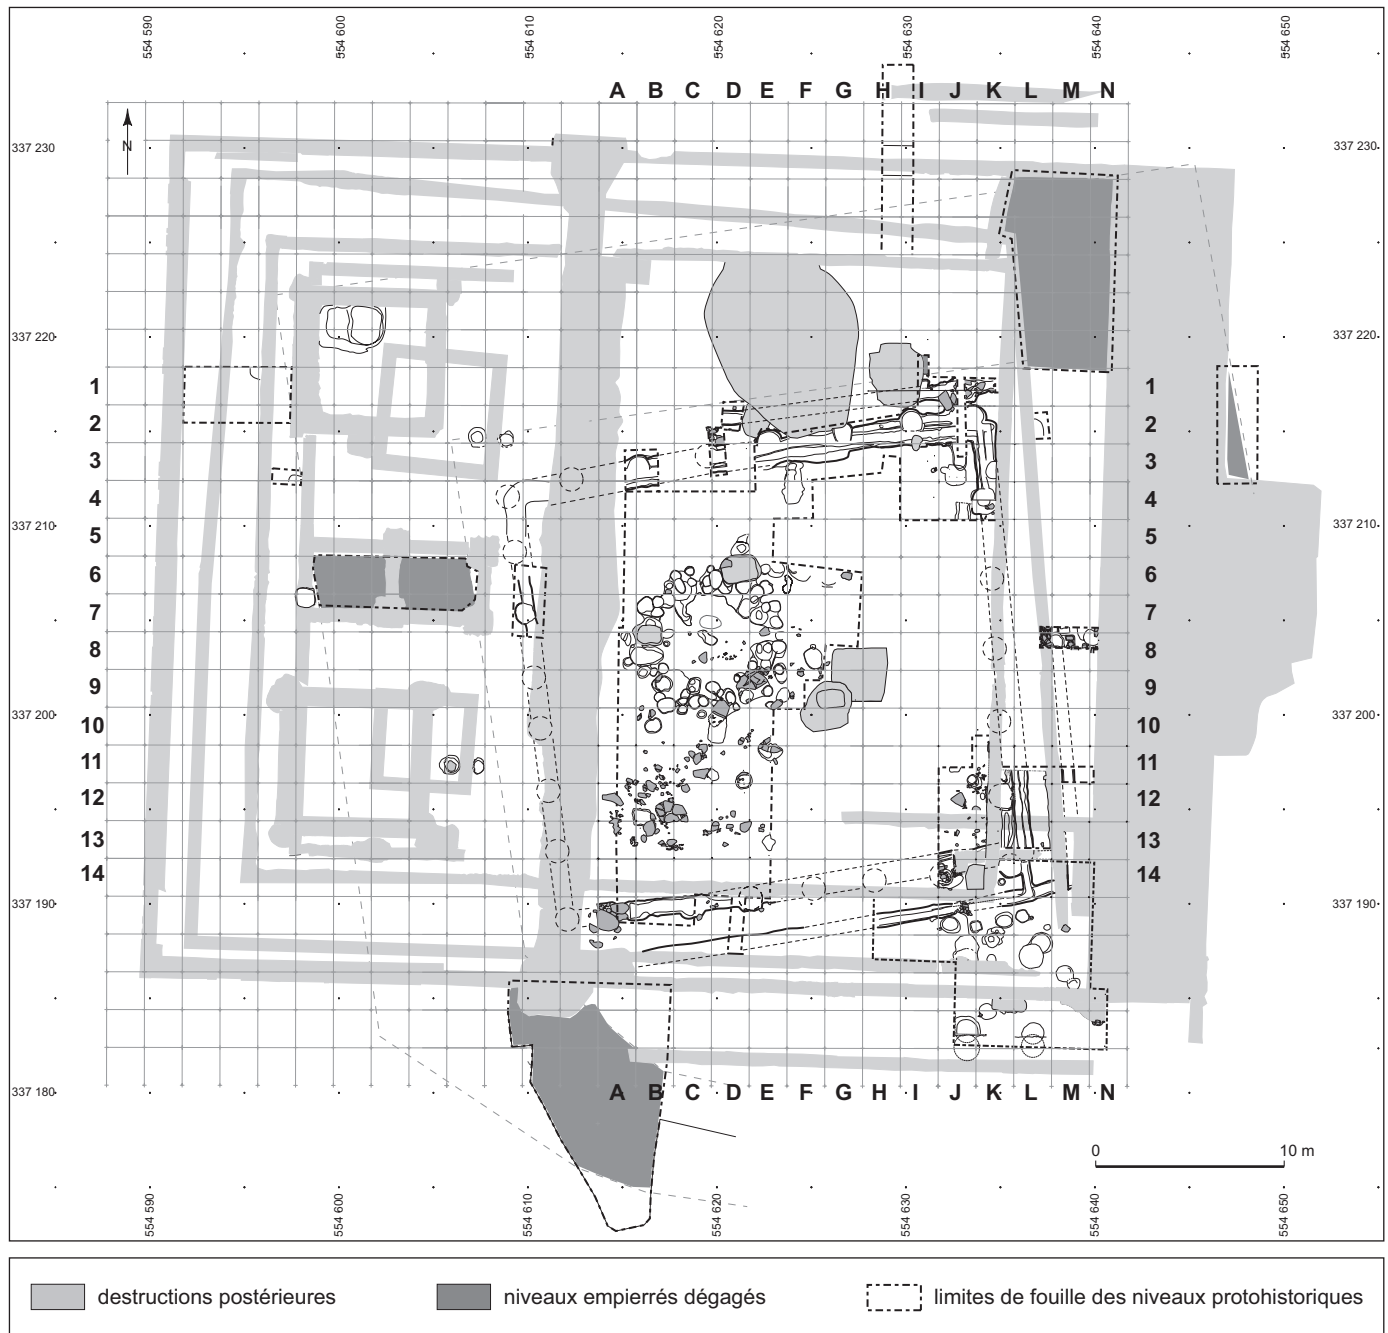 554 590 554 600 554 610 554 620 554 630 554 640 554 650
A B C D E F G H I J K L M N
N
337 230 337 230
337 220 337 220
1 1
2 2
3 3
4 4
337 210 337 210
5 5
6 6
7 7
8 8
9 9
337 200 337 200
10 10
11 11
12 12
13 13
14 14
337 190 337 190
337 180 A B C D E F G H I J K L M N
0 10 m
554 590 554 600 554 610 554 620 554 630 554 640 554 650
destructions postérieures niveaux empierrés dégagés limites de fouille des niveaux protohistoriques